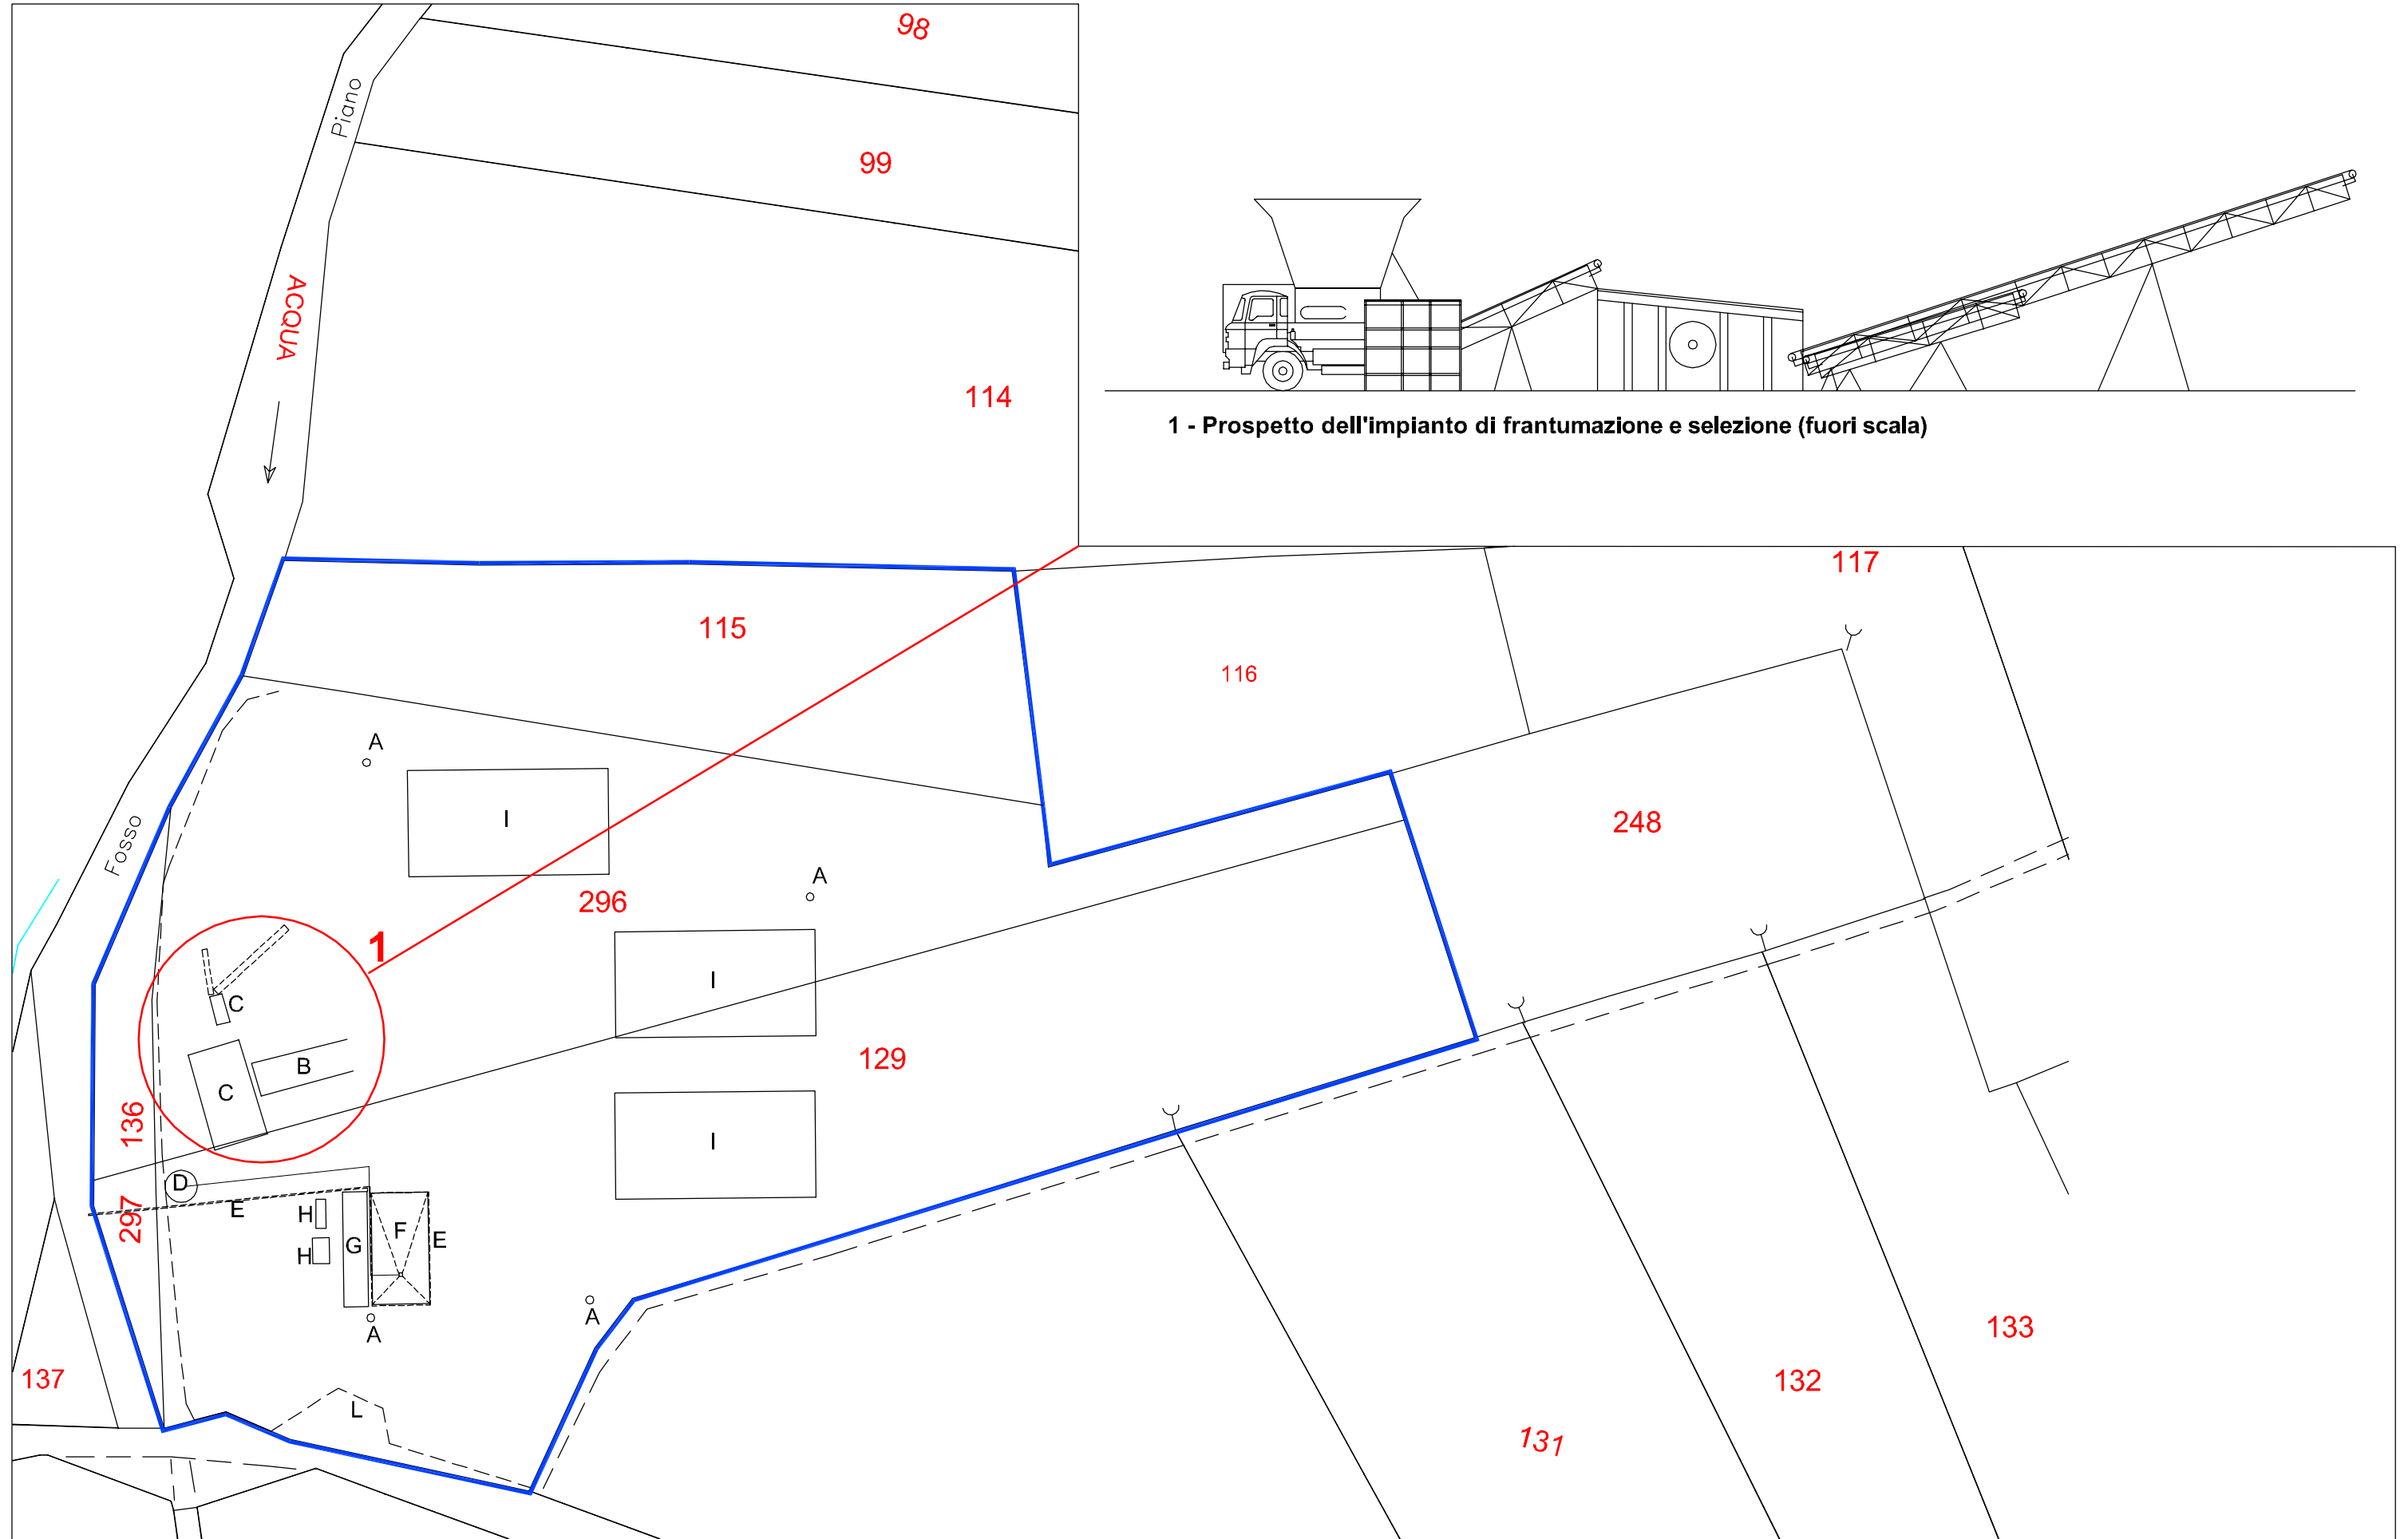 98
Piano
99
ACQUA
114
1 - Prospetto dell'impianto di frantumazione e selezione (fuori scala)
117
115
116
A
I
248
Fosso
A
296
1
I
C
129
B
C
136
I
D
297
E
H
F
G
E
H
A
A
133
137
132
L
131